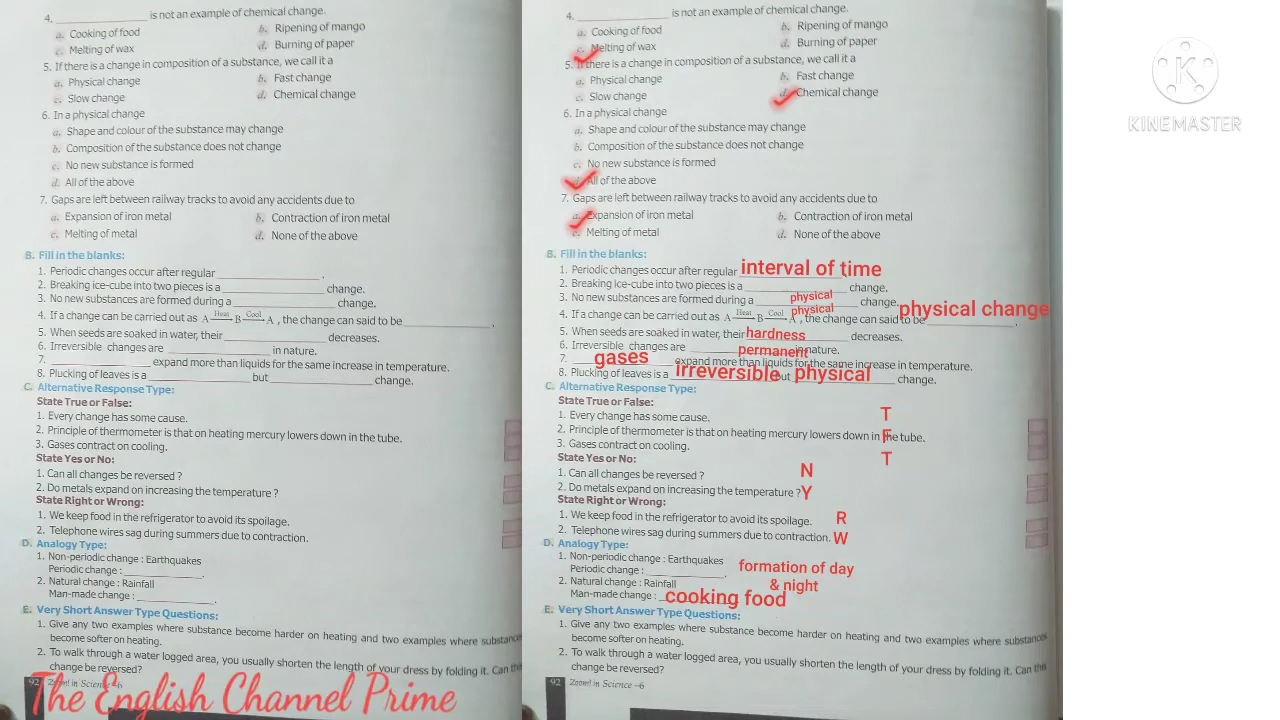 4. ____________ is not an example of chemical change.
a. Cooking of food b. Ripening of mango
c. Melting of wax d. Burning of paper
5. If there is a change in composition of a substance, we call it a
a. Physical change b. Fast change
c. Slow change d. Chemical change
6. In a physical change
a. Shape and colour of the substance may change
b. Composition of the substance does not change
c. No new substance is formed
d. All of the above
7. Gaps are left between railway tracks to avoid any accidents due to
a. Expansion of iron metal b. Contraction of iron metal
c. Melting of metal d. None of the above
B. Fill in the blanks:
1. Periodic changes occur after regular ____________ .
2. Breaking ice-cube into two pieces is a ____________ change.
3. No new substances are formed during a ____________ change.
4. If a change can be carried out as A Heat B Cool A , the change can said to be ____________ .
5. When seeds are soaked in water, their ____________ decreases.
6. Irreversible changes are ____________ in nature.
7. ____________ expand more than liquids for the same increase in temperature.
8. Plucking of leaves is a ____________ but ____________ change.
C. Alternative Response Type:
State True or False:
1. Every change has some cause.
2. Principle of thermometer is that on heating mercury lowers down in the tube.
3. Gases contract on cooling.
State Yes or No:
1. Can all changes be reversed ?
2. Do metals expand on increasing the temperature ?
State Right or Wrong:
1. We keep food in the refrigerator to avoid its spoilage.
2. Telephone wires sag during summers due to contraction.
D. Analogy Type:
1. Non-periodic change : Earthquakes
Periodic change : ____________.
2. Natural change : Rainfall
Man-made change : ____________.
E. Very Short Answer Type Questions:
1. Give any two examples where substance become harder on heating and two examples where substance
become softer on heating.
2. To walk through a water logged area, you usually shorten the length of your dress by folding it. Can this
change be reversed?
92 Zoom! in Science -6
The English Channel Prime
4. ____________ is not an example of chemical change.
a. Cooking of food b. Ripening of mango
c. Melting of wax d. Burning of paper
5. If there is a change in composition of a substance, we call it a
a. Physical change b. Fast change
c. Slow change d. Chemical change
6. In a physical change
a. Shape and colour of the substance may change
b. Composition of the substance does not change
c. No new substance is formed
d. All of the above
7. Gaps are left between railway tracks to avoid any accidents due to
a. Expansion of iron metal b. Contraction of iron metal
c. Melting of metal d. None of the above
B. Fill in the blanks:
1. Periodic changes occur after regular interval of time
2. Breaking ice-cube into two pieces is a ____________ change.
physical
3. No new substances are formed during a ____________ change.
physical
4. If a change can be carried out as A Heat B Cool A , the change can said to be ____________ .
physical change
5. When seeds are soaked in water, their hardness decreases.
6. Irreversible changes are permanent in nature.
7. gases expand more than liquids for the same increase in temperature.
8. Plucking of leaves is a irreversible but physical change.
C. Alternative Response Type:
State True or False:
1. Every change has some cause. T
2. Principle of thermometer is that on heating mercury lowers down in the tube. F
3. Gases contract on cooling. T
State Yes or No:
1. Can all changes be reversed ? N
2. Do metals expand on increasing the temperature ? Y
State Right or Wrong:
1. We keep food in the refrigerator to avoid its spoilage. R
2. Telephone wires sag during summers due to contraction. W
D. Analogy Type:
1. Non-periodic change : Earthquakes
Periodic change : ____________. formation of day
& night
2. Natural change : Rainfall
Man-made change : cooking food
E. Very Short Answer Type Questions:
1. Give any two examples where substance become harder on heating and two examples where substance
become softer on heating.
2. To walk through a water logged area, you usually shorten the length of your dress by folding it. Can this
change be reversed?
92 Zoom! in Science -6
K
KINEMASTER